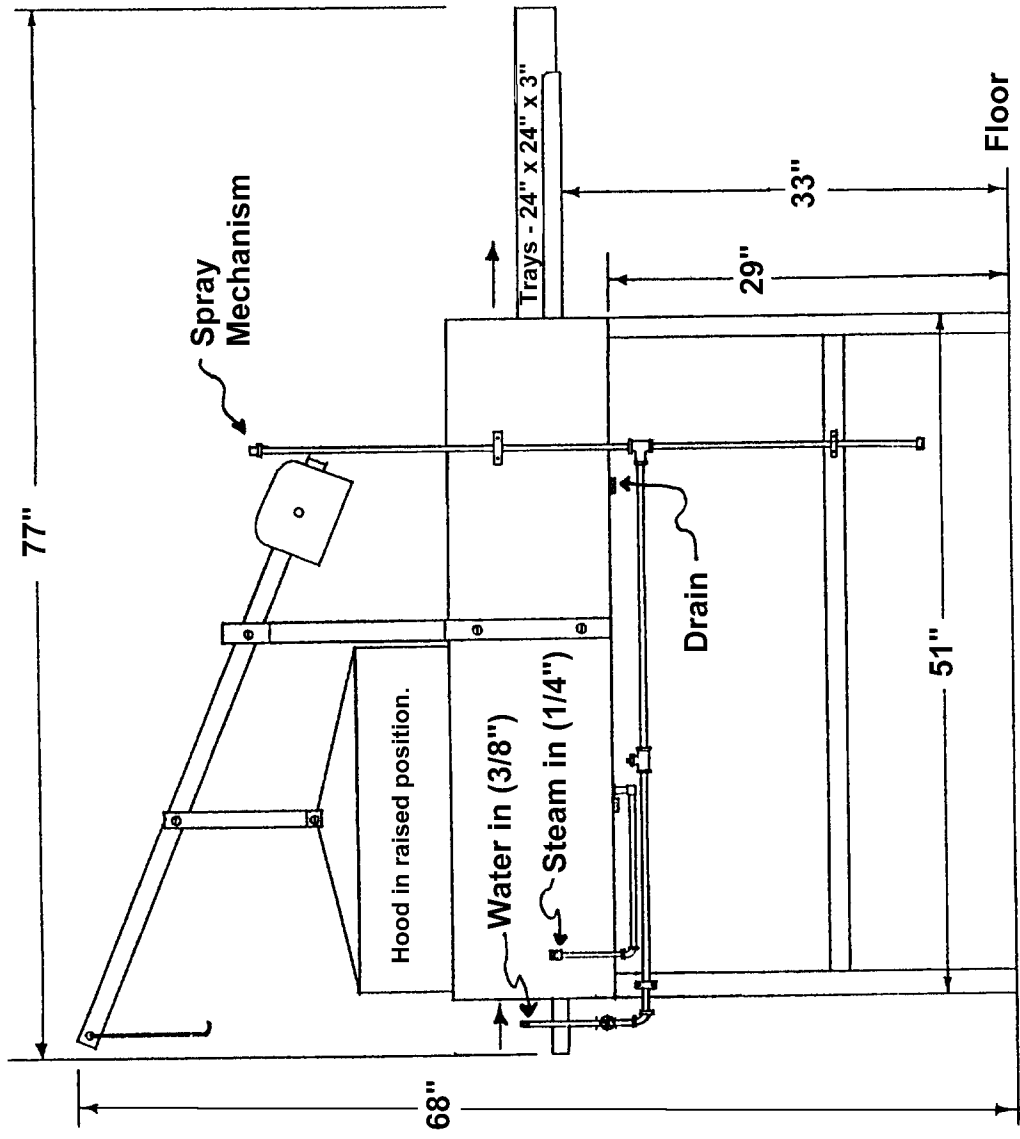 77"
Spray
Mechanism
Trays - 24" x 24" x 3"
Hood in raised position.
Water in (3/8")
Steam in (1/4")
Drain
29"
33"
51"
68"
Floor